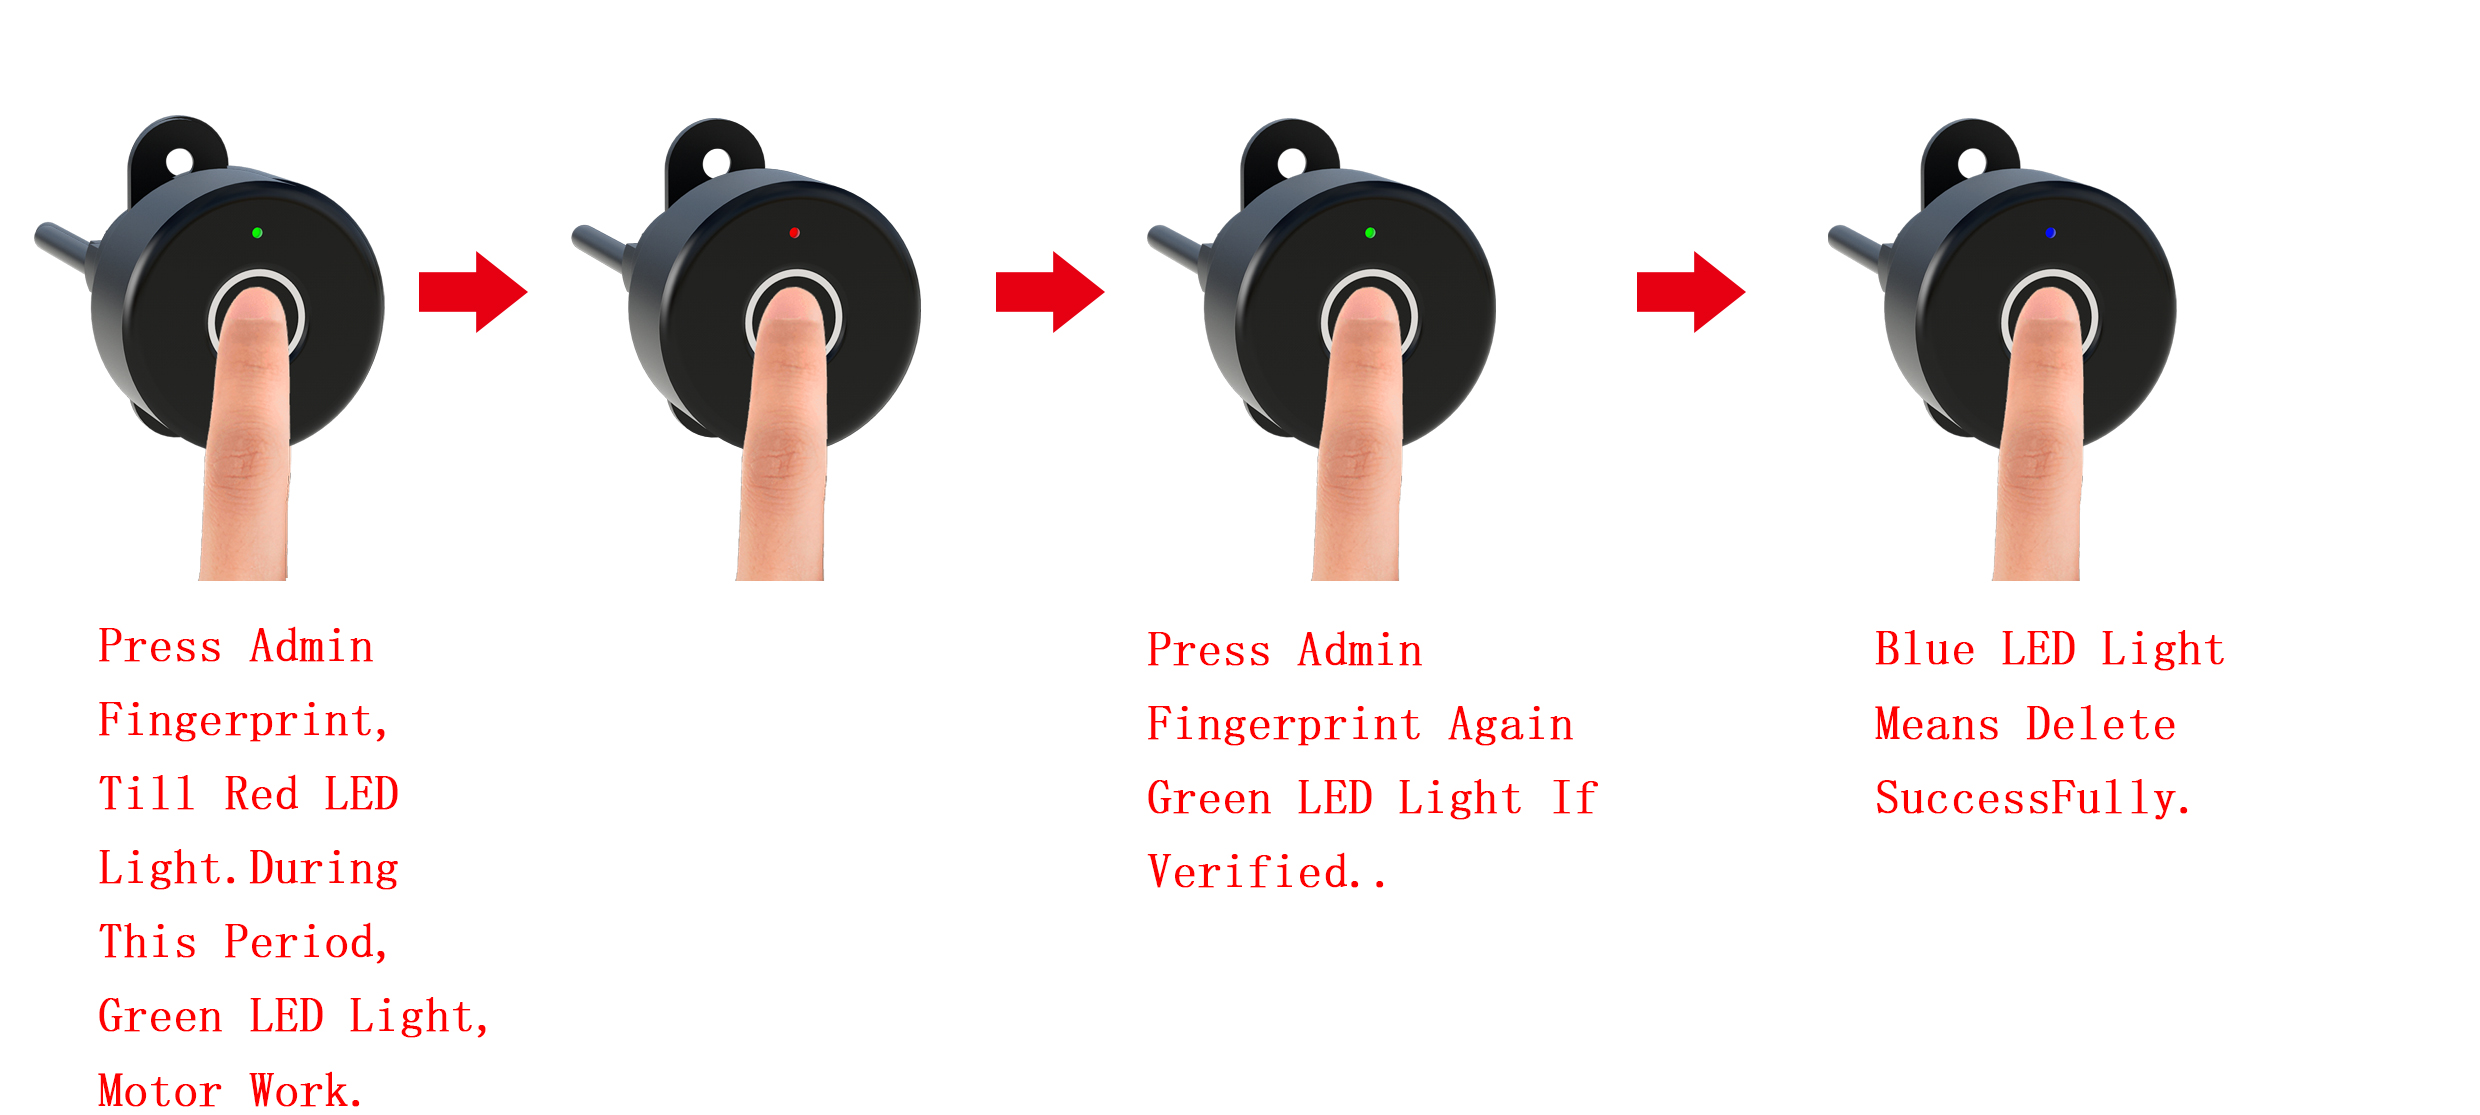 Press Admin
Fingerprint,
Till Red LED
Light.During
This Period,
Green LED Light,
Motor Work.
Press Admin
Fingerprint Again
Green LED Light If
Verified..
Blue LED Light
Means Delete
SuccessFully.